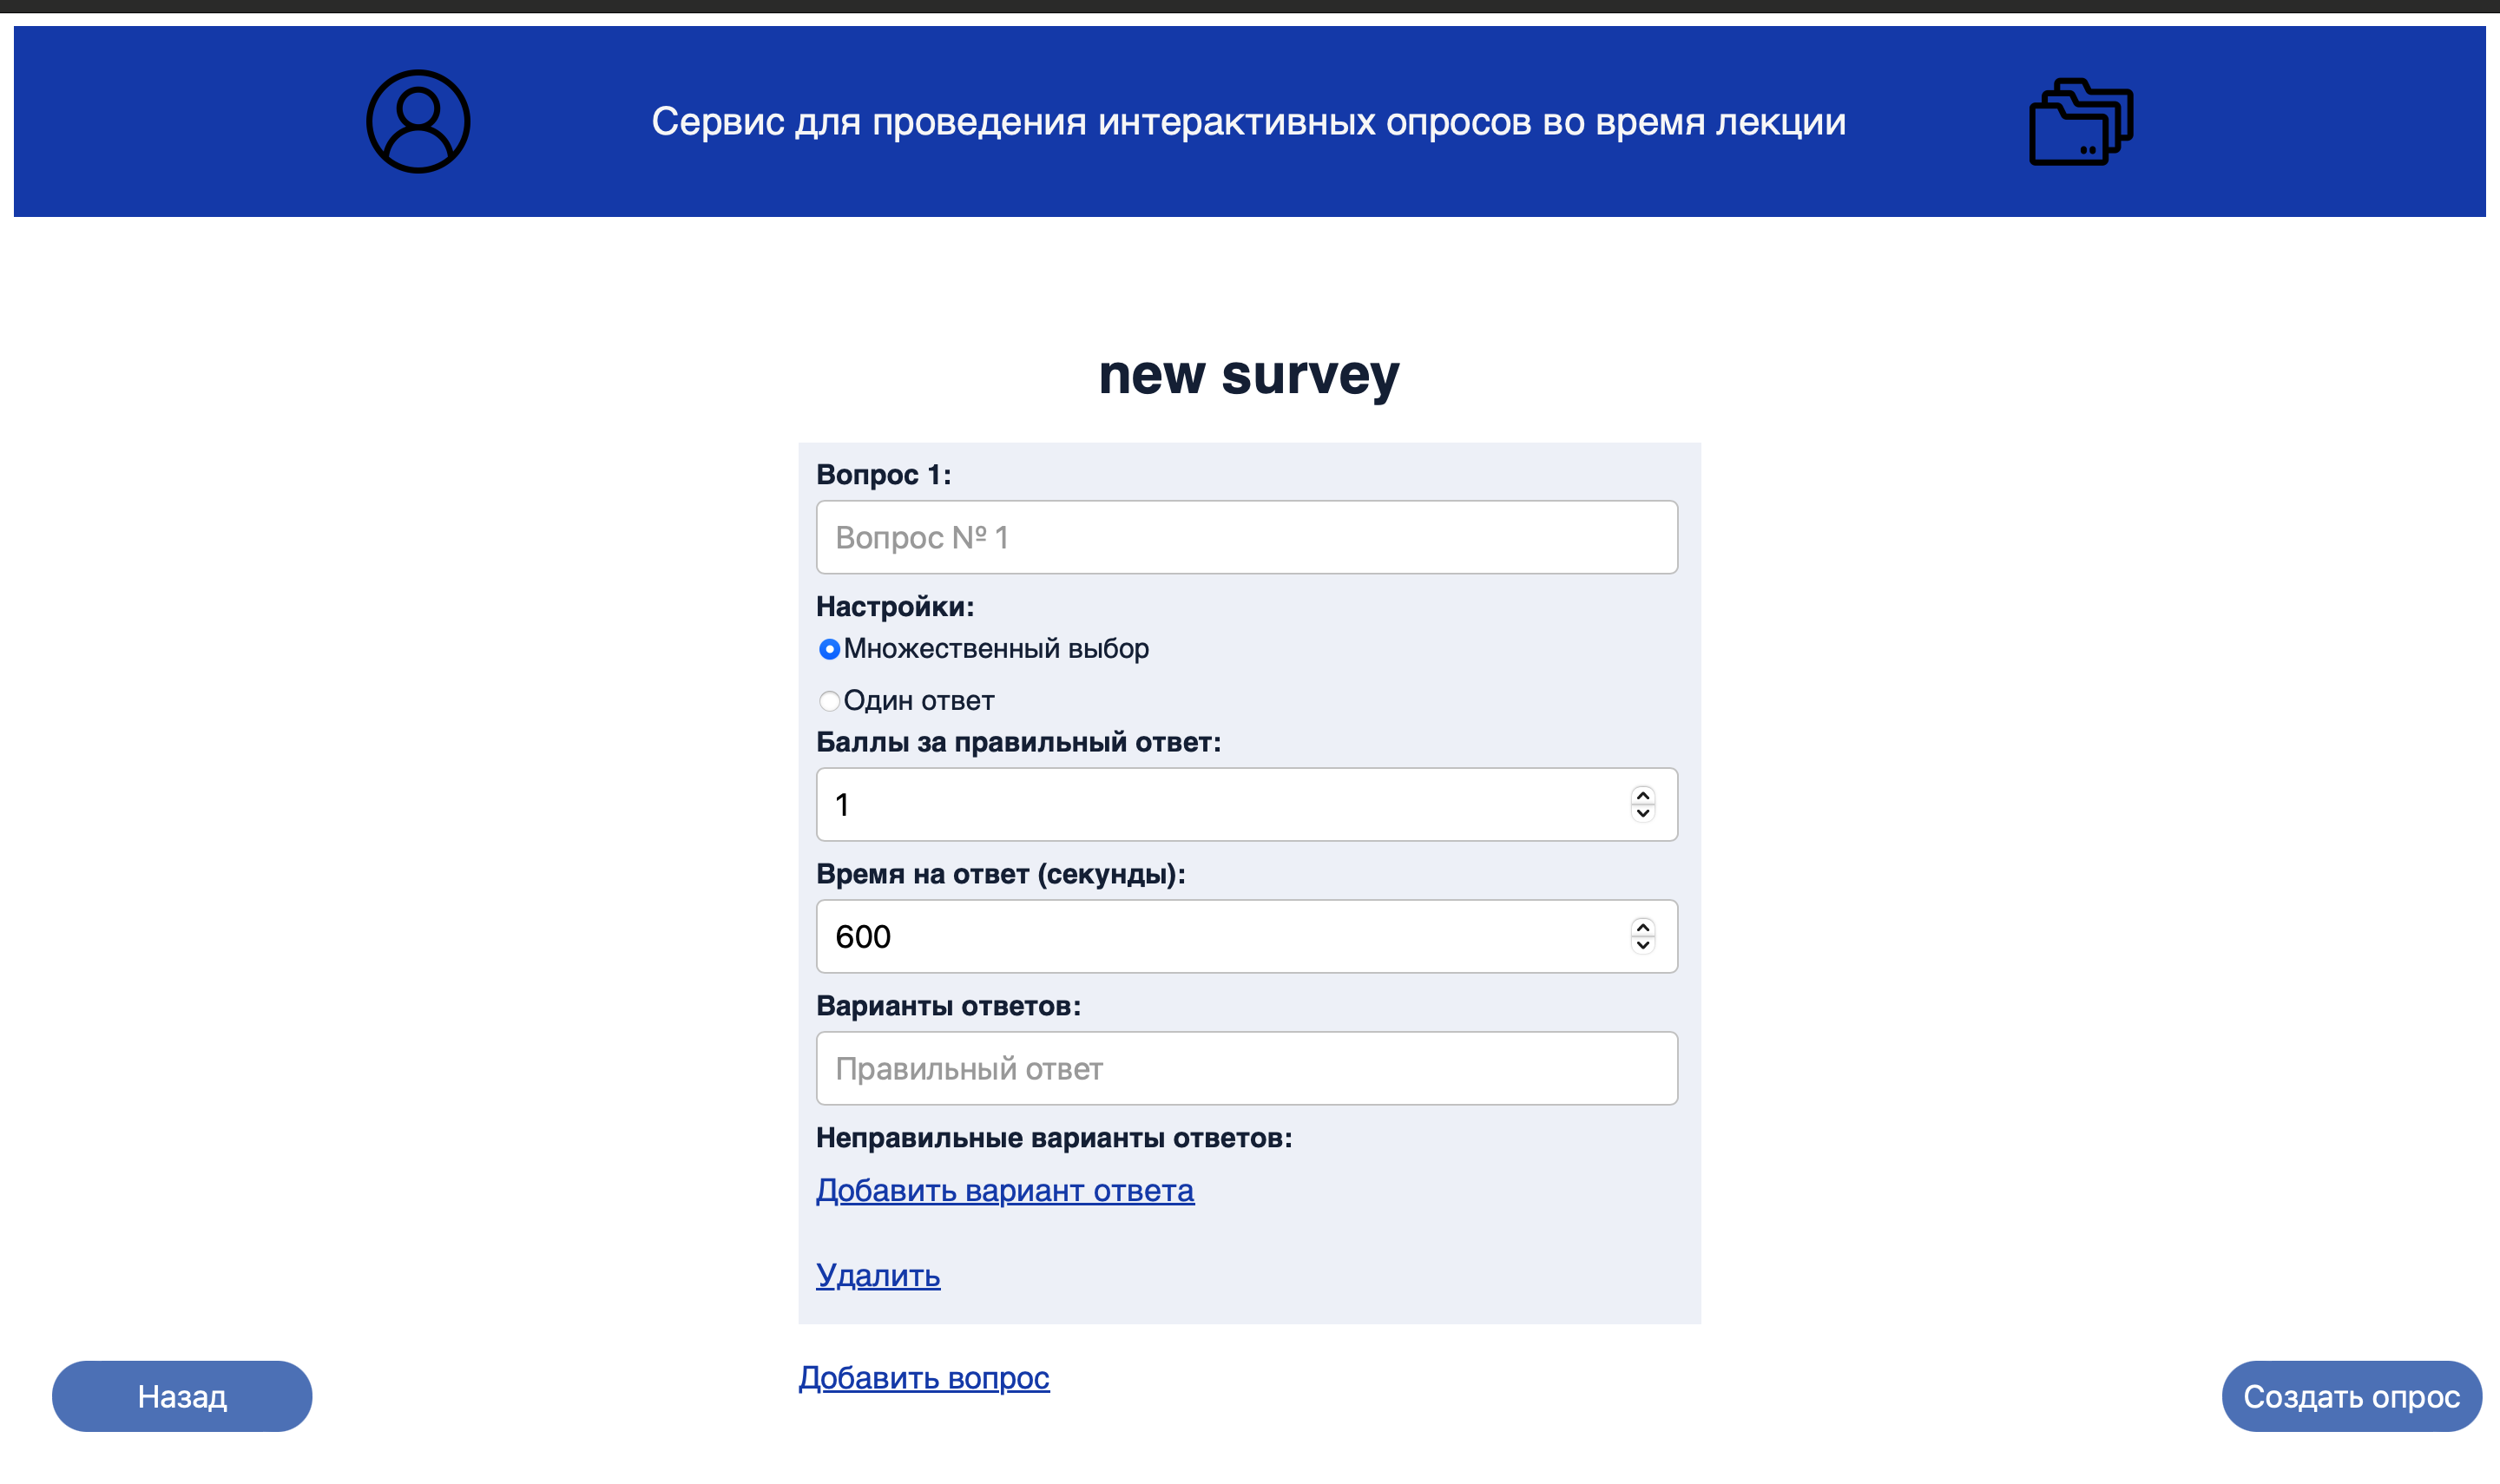 Сервис для проведения интерактивных опросов во время лекции
new survey
Вопрос 1:
Вопрос № 1
Настройки:
Множественный выбор
Один ответ
Баллы за правильный ответ:
1
Время на ответ (секунды):
600
Варианты ответов:
Правильный ответ
Неправильные варианты ответов:
Добавить вариант ответа
Удалить
Добавить вопрос
Назад
Создать опрос